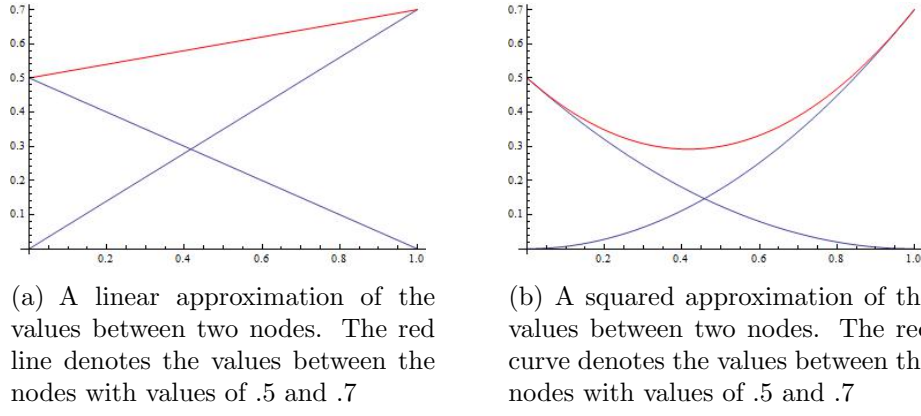 0.7
0.6
0.5
0.4
0.3
0.2
0.1
0.2 0.4 0.6 0.8 1.0
(a) A linear approximation of the
values between two nodes. The red
line denotes the values between the
nodes with values of .5 and .7
0.7
0.6
0.5
0.4
0.3
0.2
0.1
0.2 0.4 0.6 0.8 1.0
(b) A squared approximation of th
values between two nodes. The re
curve denotes the values between th
nodes with values of .5 and .7